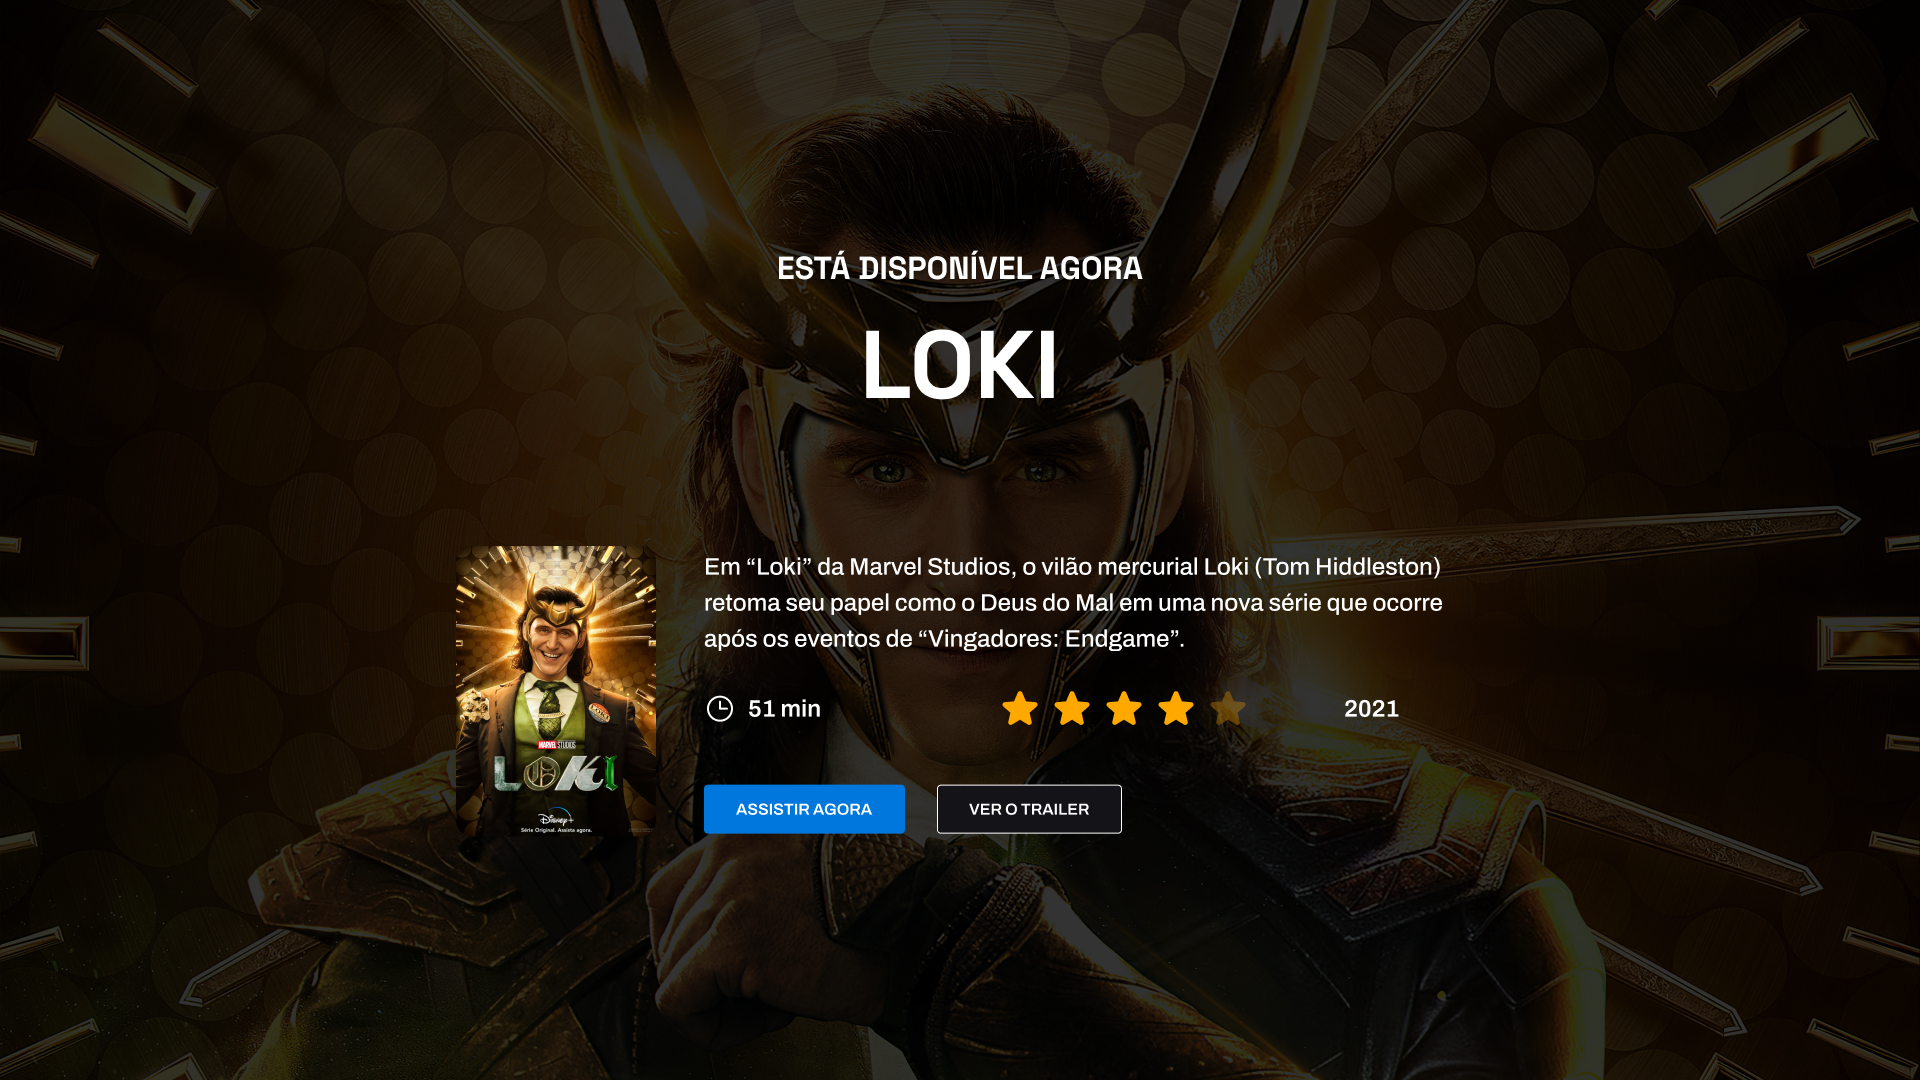 ESTÁ DISPONÍVEL AGORA
LOKI
Em “Loki” da Marvel Studios, o vilão mercurial Loki (Tom Hiddleston)
retoma seu papel como o Deus do Mal em uma nova série que ocorre
após os eventos de “Vingadores: Endgame”.
51 min
2021
ASSISTIR AGORA
VER O TRAILER
LOKI
MARVEL STUDIOS
LOKI
Disney+
Série Original. Assista agora.